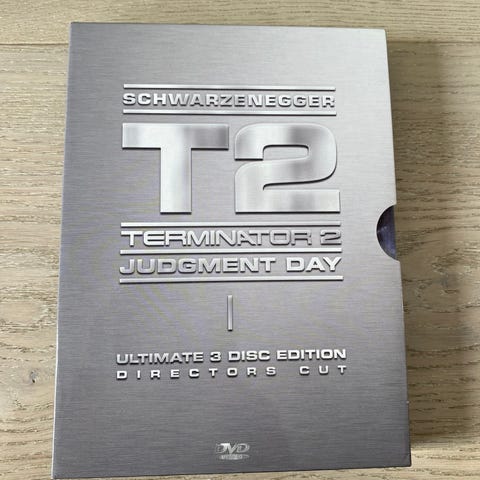 SCHWARZENEGGER
T2
TERMINATOR 2
JUDGMENT DAY
ULTIMATE 3 DISC EDITION
DIRECTORS CUT
DVD